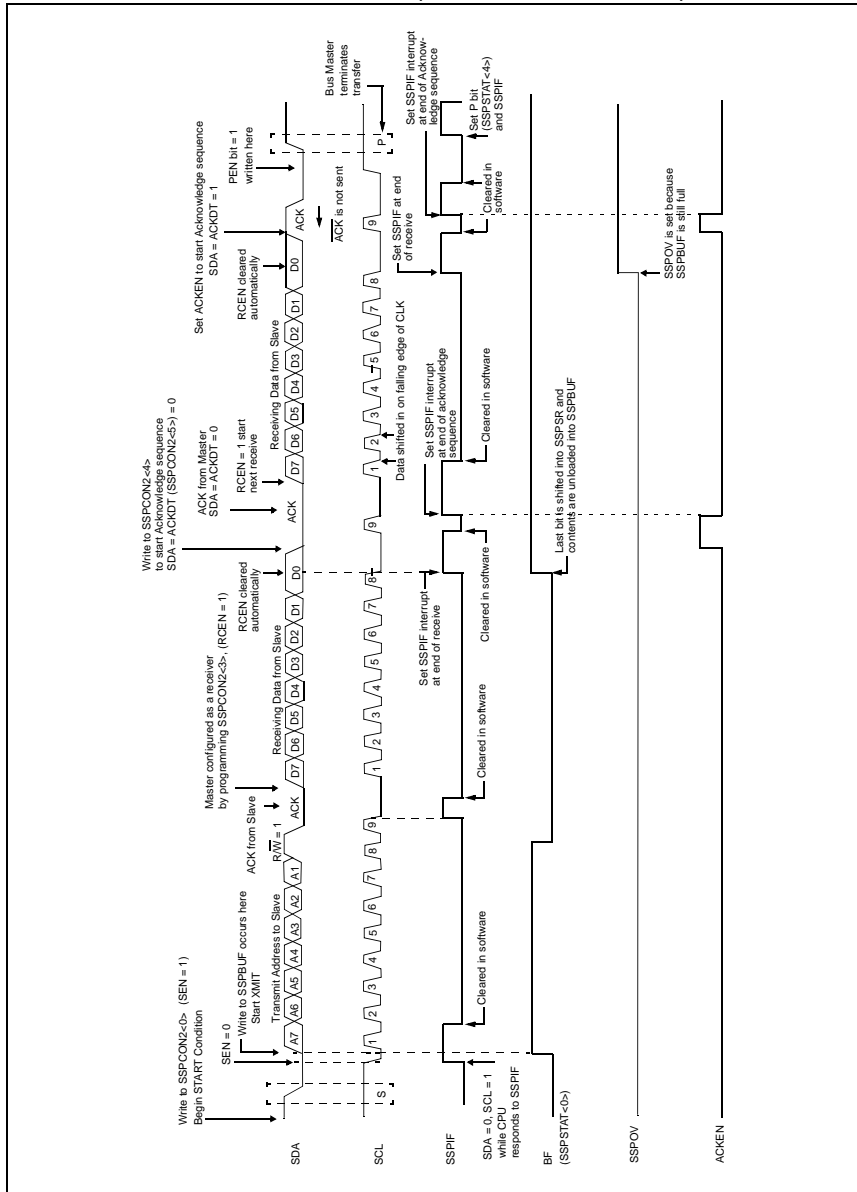 Write to SSPCON2<0> (SEN = 1)
Begin START Condition
SEN = 0
Write to SSPBUF occurs here
Start XMIT
Transmit Address to Slave
ACK from Slave
R/W = 1
Master configured as a receiver
by programming SSPCON2<3>, (RCEN = 1)
Receiving Data from Slave
RCEN cleared
automatically
Write to SSPCON2<4>
to start Acknowledge sequence
SDA = ACKDT (SSPCON2<5>) = 0
ACK from Master
SDA = ACKDT = 0
RCEN = 1 start
next receive
Receiving Data from Slave
RCEN cleared
automatically
Set ACKEN to start Acknowledge sequence
SDA = ACKDT = 1
PEN bit = 1
written here
SDA
A7 A6 A5 A4 A3 A2 A1
ACK
D7 D6 D5 D4 D3 D2 D1 D0
ACK
D7 D6 D5 D4 D3 D2 D1 D0
ACK
ACK is not sent
Bus Master
terminates
transfer
SCL
S
1 2 3 4 5 6 7 8 9
1 2 3 4 5 6 7 8 9
1 2 3 4 5 6 7 8 9
P
Data shifted in on falling edge of CLK
Set SSPIF interrupt
at end of receive
Set SSPIF interrupt
at end of acknowledge
sequence
Set SSPIF at end
of receive
Set SSPIF interrupt
at end of Acknow-
ledge sequence
SSPIF
SDA = 0, SCL = 1
while CPU
responds to SSPIF
Cleared in software
Cleared in software
Cleared in software
Cleared in software
Cleared in
software
Set P bit
(SSPSTAT<4>)
and SSPIF
BF
(SSPSTAT<0>)
Last bit is shifted into SSPSR and
contents are unloaded into SSPBUF
SSPOV
SSPOV is set because
SSPBUF is still full
ACKEN